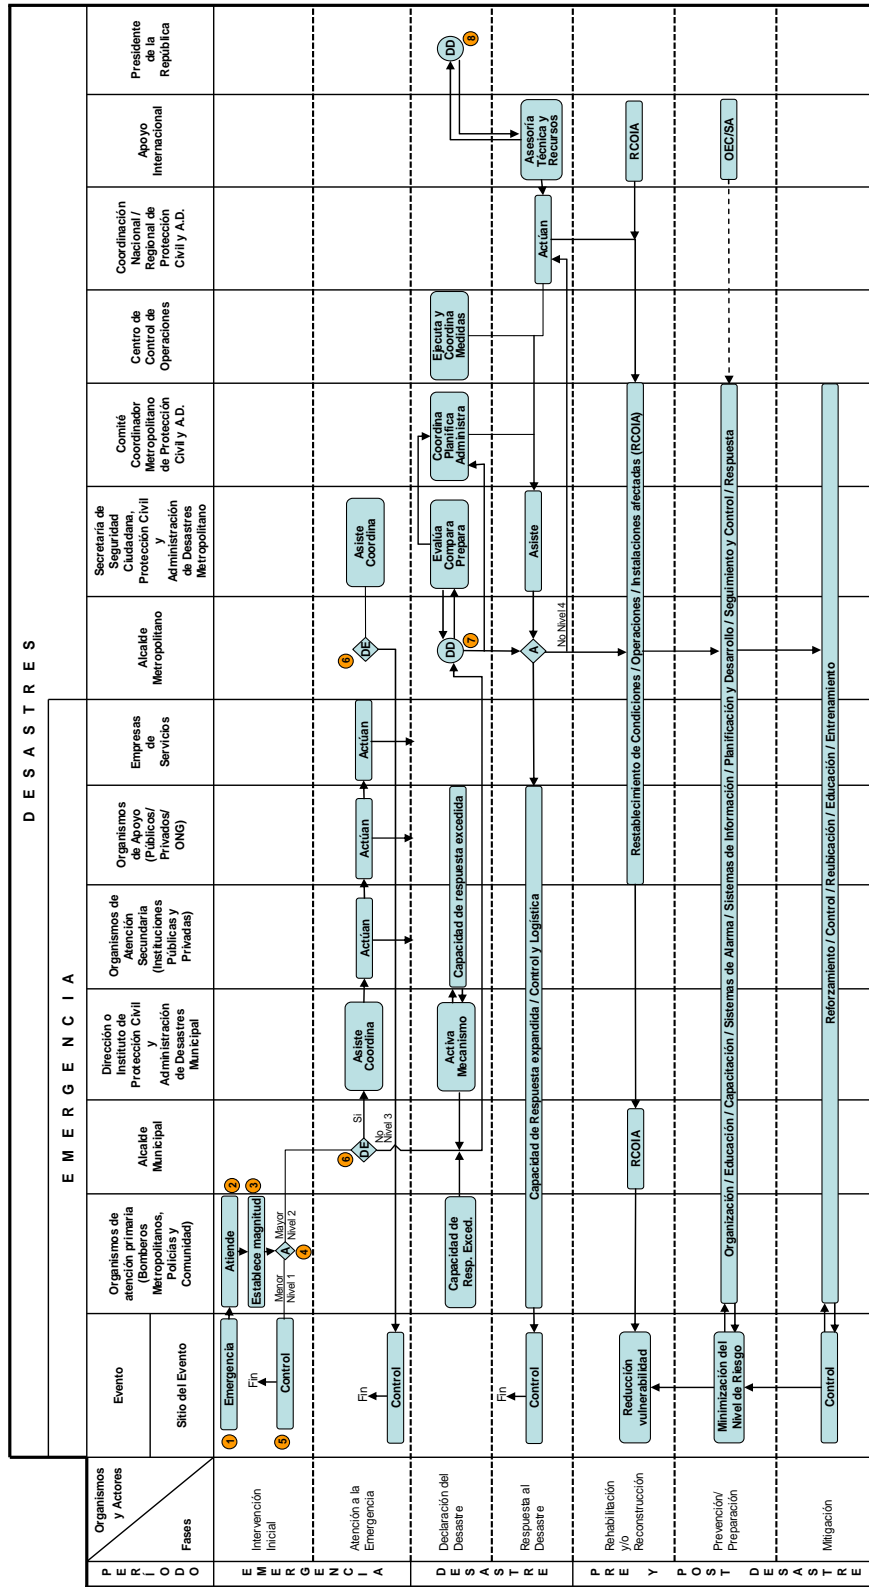 DESASTRES
EMERGENCIA
Organismos
y Actores
Fases
PERÍODO
Evento
Sitio del Evento
Organismos de
atención primaria
(Bomberos
Metropolitanos,
Policías y
Comunidad)
Alcalde
Municipal
Dirección o
Instituto de
Protección Civil
y
Administración
de Desastres
Municipal
Organismos de
Atención
Secundaria
(Instituciones
Públicas y
Privadas)
Organismos
de Apoyo
(Públicos/
Privados/
ONG)
Empresas
de
Servicios
Alcalde
Metropolitano
Secretaría de
Seguridad
Ciudadana,
Protección Civil
y
Administración
de Desastres
Metropolitano
Comité
Coordinador
Metropolitano
de Protección
Civil y A.D.
Centro de
Control de
Operaciones
Coordinación
Nacional /
Regional de
Protección
Civil y A.D.
Apoyo
Internacional
Presidente
de la
República
EMERGENCIA
Intervención
Inicial
1
Emergencia
Fin
5
Control
2
Atiende
3
Establece magnitud
Menor
Nivel 1
A
4
Mayor
Nivel 2
Atención a la
Emergencia
Fin
Control
6
DE
Si
No
Nivel 3
Asiste
Coordina
Actúan
Actúan
Actúan
6
DE
Asiste
Coordina
DESASTRE
Declaración del
Desastre
Capacidad de
Resp. Exced.
Activa
Mecanismo
Capacidad de respuesta excedida
DD
7
Evalúa
Compara
Prepara
Coordina
Planifica
Administra
Ejecuta y
Coordina
Medidas
DD
8
Respuesta al
Desastre
Fin
Control
Capacidad de Respuesta expandida / Control y Logística
A
No Nivel 4
Asiste
Actúan
Asesoría
Técnica y
Recursos
PRE Y POST DESASTRE
Rehabilitación
y/o
Reconstrucción
Reducción
vulnerabilidad
RCOIA
Restablecimiento de Condiciones / Operaciones / Instalaciones afectadas (RCOIA)
RCOIA
Prevención/
Preparación
Minimización del
Nivel de Riesgo
Organización / Educación / Capacitación / Sistemas de Alarma / Sistemas de Información / Planificación y Desarrollo / Seguimiento y Control / Respuesta
OEC/SA
Mitigación
Control
Reforzamiento / Control / Reubicación / Educación / Entrenamiento